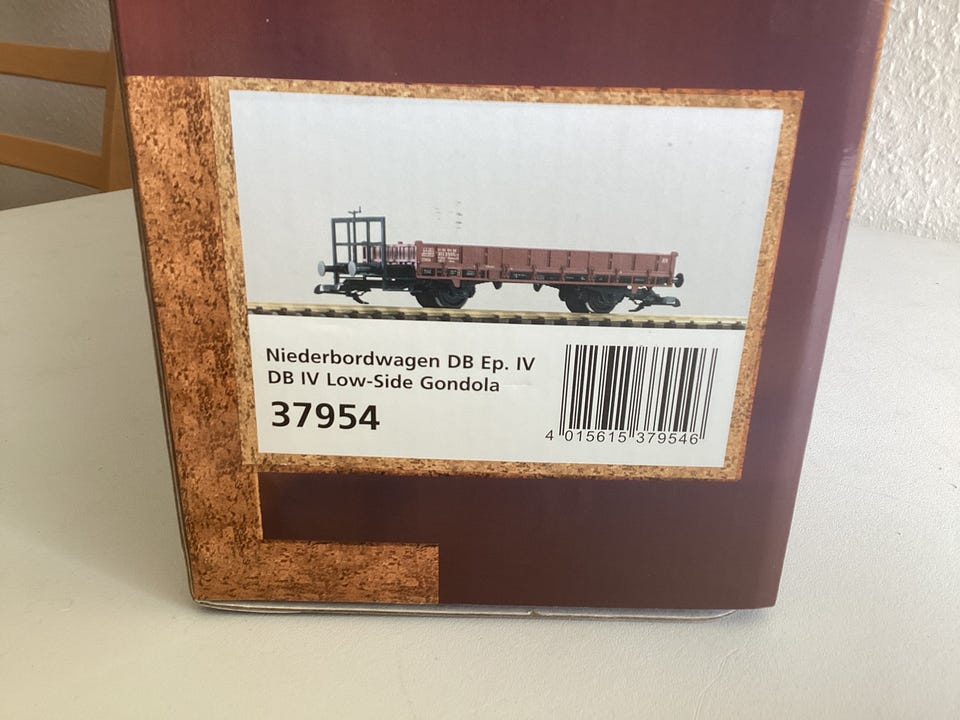 Niederbordwagen DB Ep. IV
DB IV Low-Side Gondola
37954
4 015615 379546